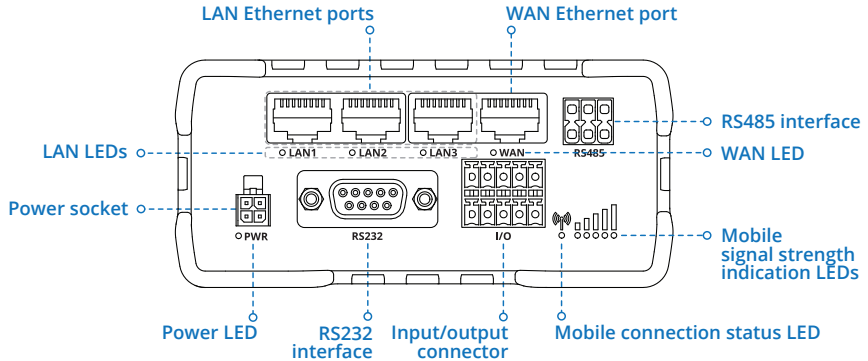 LAN Ethernet ports
WAN Ethernet port
RS485 interface
LAN LEDs
LAN1
LAN2
LAN3
WAN
RS485
WAN LED
Power socket
PWR
RS232
I/O
Mobile
signal strength
indication LEDs
Power LED
RS232
interface
Input/output
connector
Mobile connection status LED